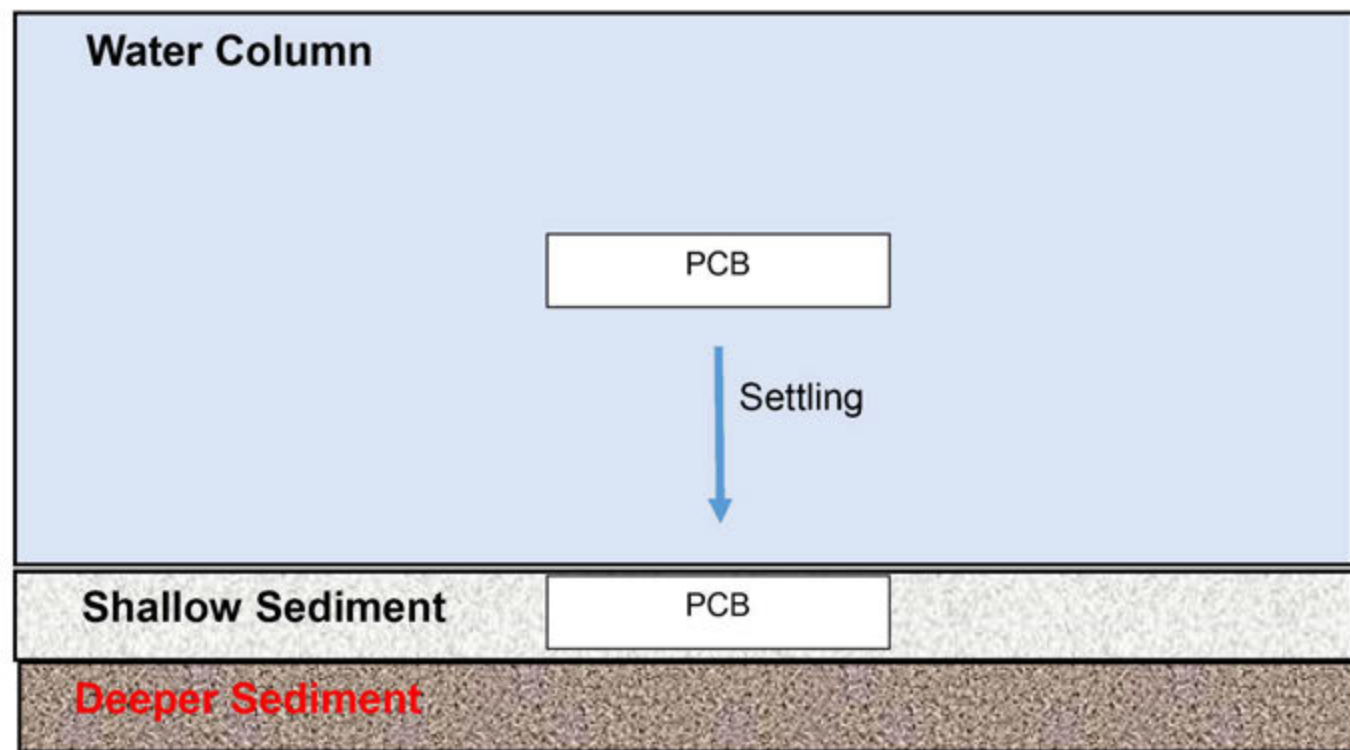 Water Column
PCB
Settling
Shallow Sediment
PCB
Deeper Sediment